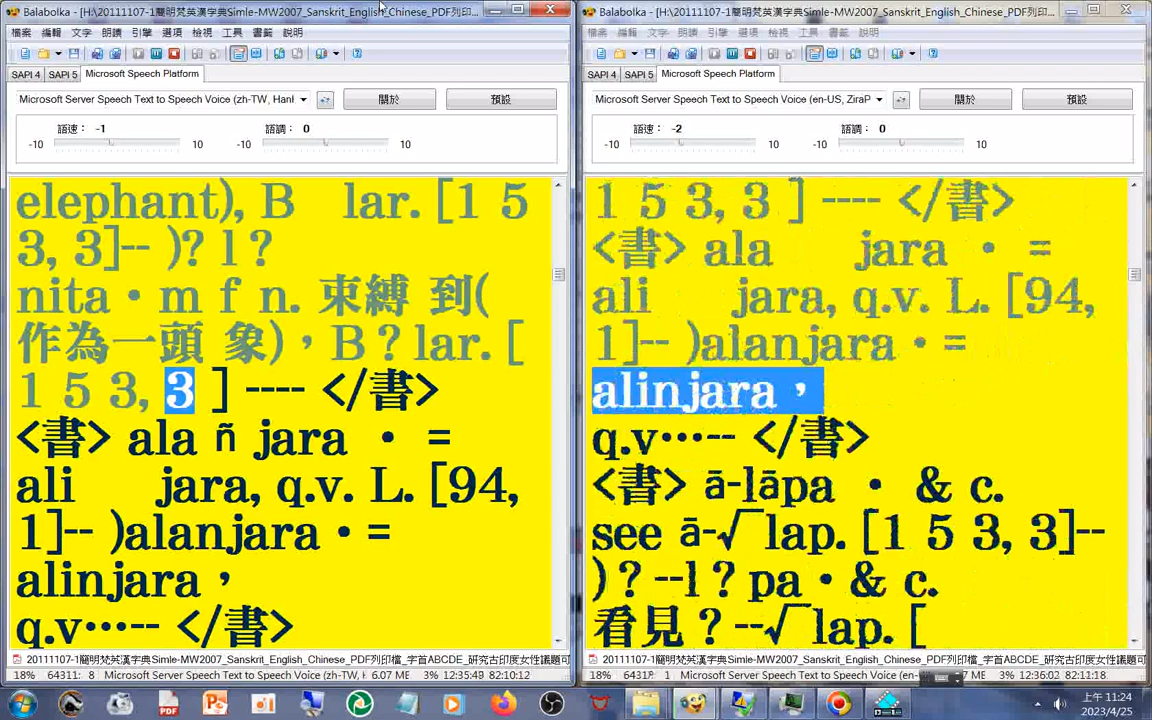 Balabolka - [H:\20111107-1簡明梵英漢字典Simle-MW2007_Sanskrit_English_Chinese_PDF列印...
檔案 編輯 文字 朗讀 引擎 選項 檢視 工具 書籤 說明
SAPI 4 SAPI 5 Microsoft Speech Platform
Microsoft Server Speech Text to Speech Voice (zh-TW, HanH 關於 預設
語速： -1 語調： 0
-10 10 -10 10
elephant), B lar. [1 5
3, 3]-- )? l ?
nita • m f n. 束縛 到(
作為一頭 象)，B ? lar. [
1 5 3, 3 ] ---- </書>
<書> ala ñ jara • =
ali jara, q.v. L. [94,
1]-- )alanjara • =
alinjara，
q.v…-- </書>
20111107-1簡明梵英漢字典Simle-MW2007_Sanskrit_English_Chinese_PDF列印檔_字首ABCDE_研究古印度女性議題可
18% 64311: 8 Microsoft Server Speech Text to Speech Voice (zh-TW, H 6.07 MB 3% 12:35:49 82:10:12
Balabolka - [H:\20111107-1簡明梵英漢字典Simle-MW2007_Sanskrit_English_Chinese_PDF列印...
檔案 編輯 文字 朗讀 引擎 選項 檢視 工具 書籤 說明
SAPI 4 SAPI 5 Microsoft Speech Platform
Microsoft Server Speech Text to Speech Voice (en-US, ZiraP 關於 預設
語速： -2 語調： 0
-10 10 -10 10
1 5 3, 3 ] ---- </書>
<書> ala jara • =
ali jara, q.v. L. [94,
1]-- )alanjara • =
alinjara，
q.v…-- </書>
<書> ā-lāpa • & c.
see ā-√lap. [1 5 3, 3]--
) ? --l ? pa • & c.
看見 ? --√lap. [
20111107-1簡明梵英漢字典Simle-MW2007_Sanskrit_English_Chinese_PDF列印檔_字首ABCDE_研究古印度女性議題可
18% 1 Microsoft Server Speech Text to Speech Voice (en-US 3% 12:36:02 82:11:18
上午 11:24
2023/4/25